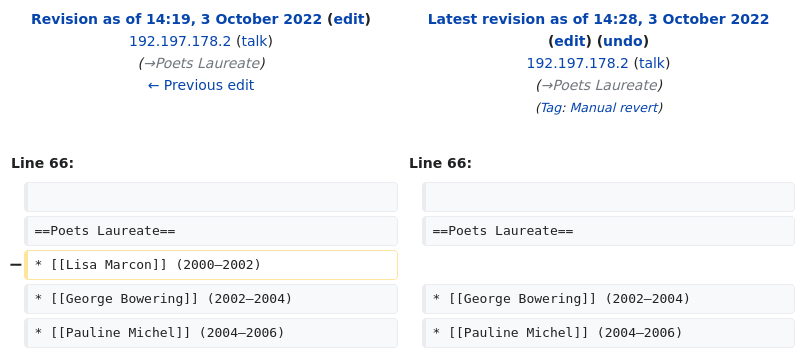 Revision as of 14:19, 3 October 2022 (edit)
192.197.178.2 (talk)
(→Poets Laureate)
← Previous edit
Latest revision as of 14:28, 3 October 2022
(edit) (undo)
192.197.178.2 (talk)
(→Poets Laureate)
(Tag: Manual revert)
Line 66:
==Poets Laureate==
− * [[Lisa Marcon]] (2000–2002)
* [[George Bowering]] (2002–2004)
* [[Pauline Michel]] (2004–2006)
Line 66:
==Poets Laureate==
* [[George Bowering]] (2002–2004)
* [[Pauline Michel]] (2004–2006)